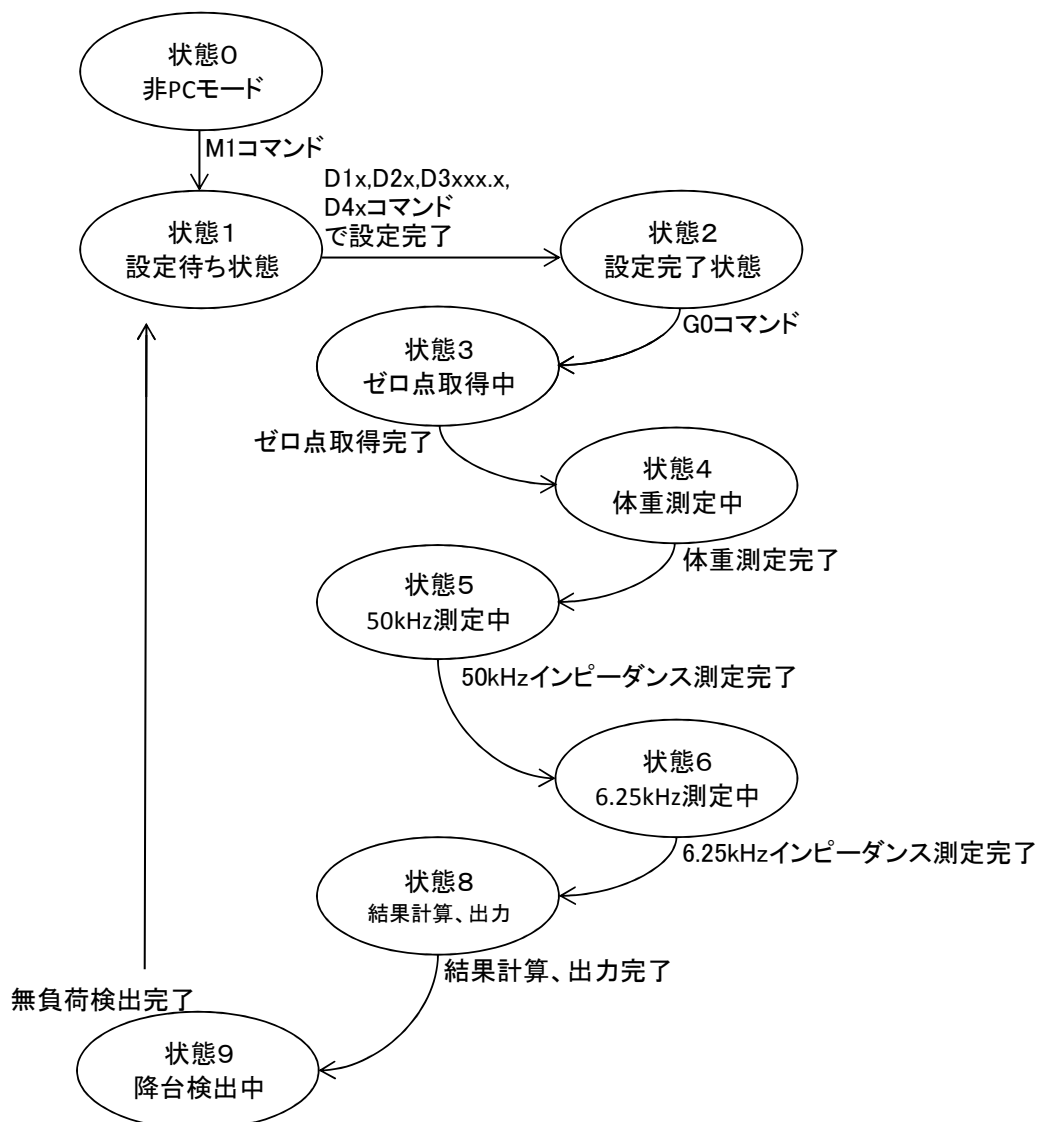 状態0
非PCモード
M1コマンド
状態1
設定待ち状態
D1x,D2x,D3xxx.x,
D4xコマンド
で設定完了
状態2
設定完了状態
G0コマンド
状態3
ゼロ点取得中
ゼロ点取得完了
状態4
体重測定中
体重測定完了
状態5
50kHz測定中
50kHzインピーダンス測定完了
状態6
6.25kHz測定中
6.25kHzインピーダンス測定完了
状態8
結果計算、出力
結果計算、出力完了
無負荷検出完了
状態9
降台検出中